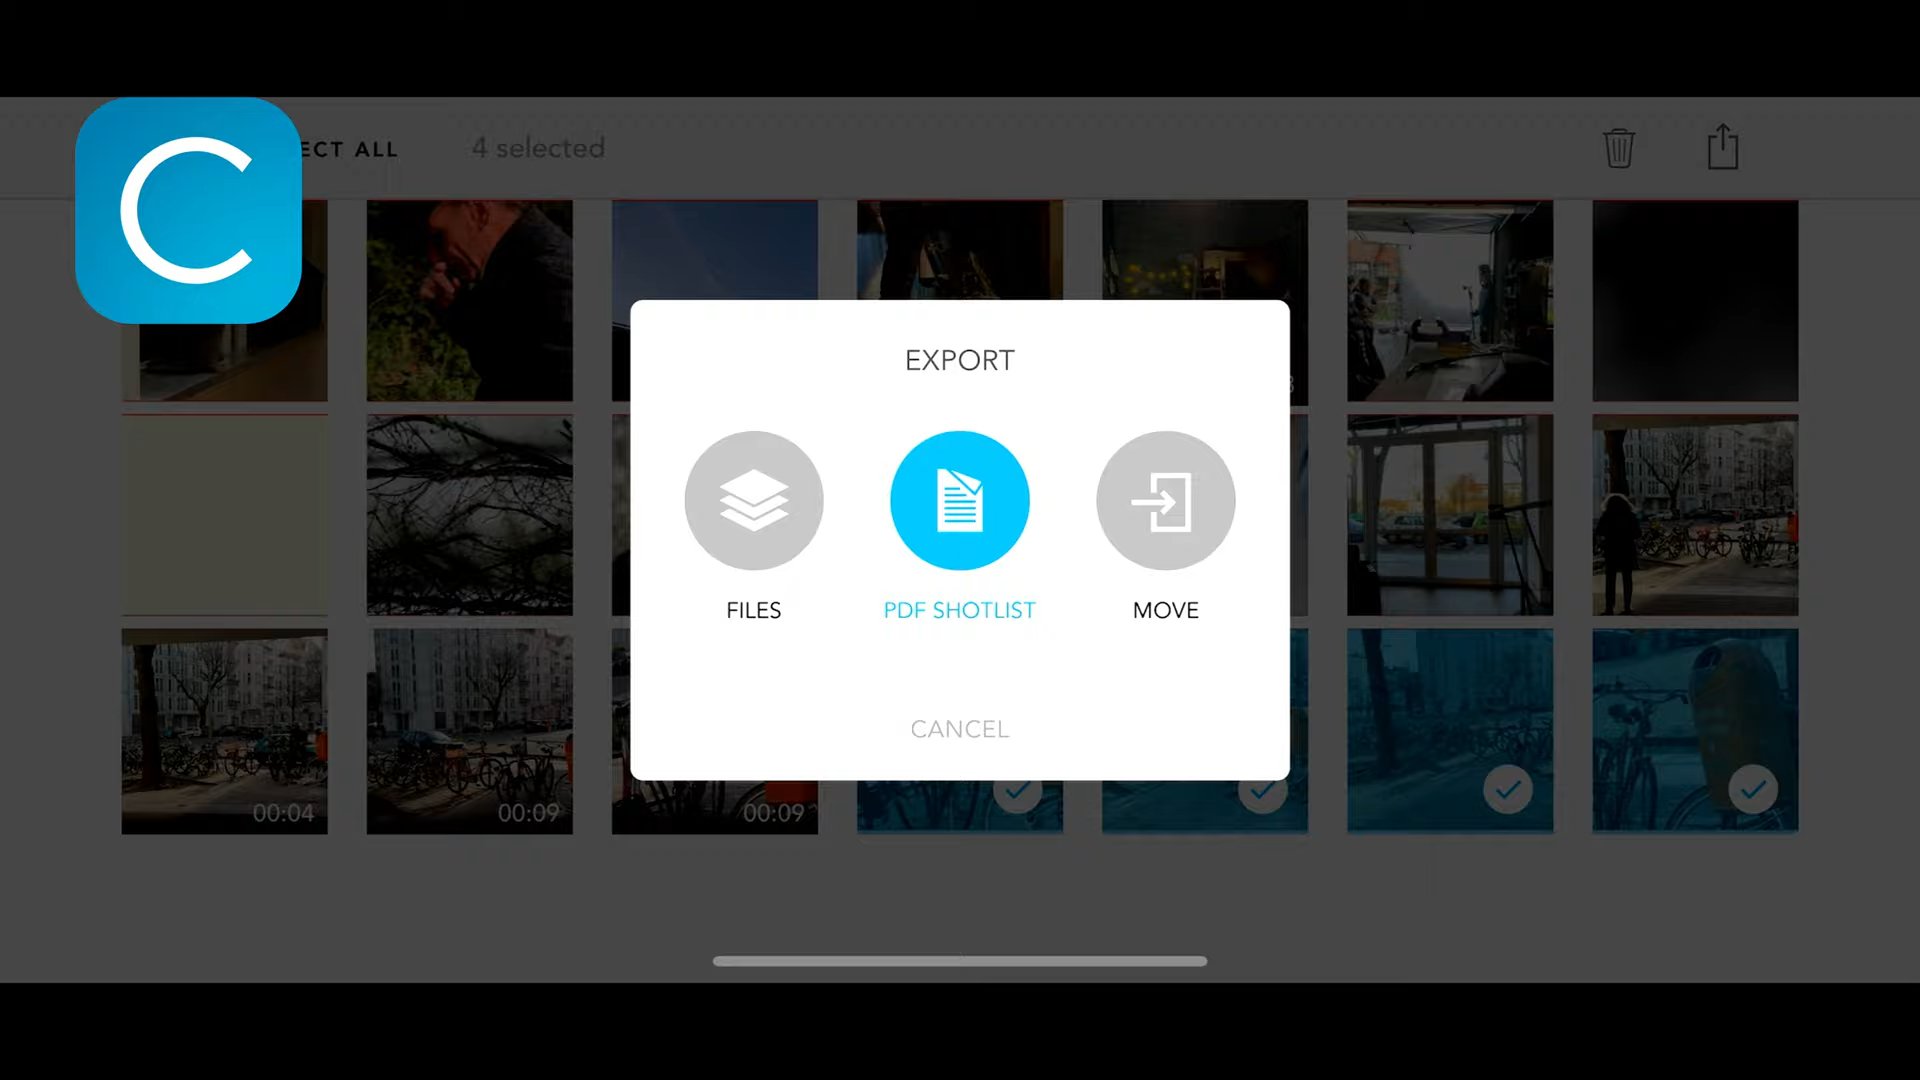 C
ECT ALL
4 selected
EXPORT
FILES
PDF SHOTLIST
MOVE
CANCEL
00:04
00:09
00:09